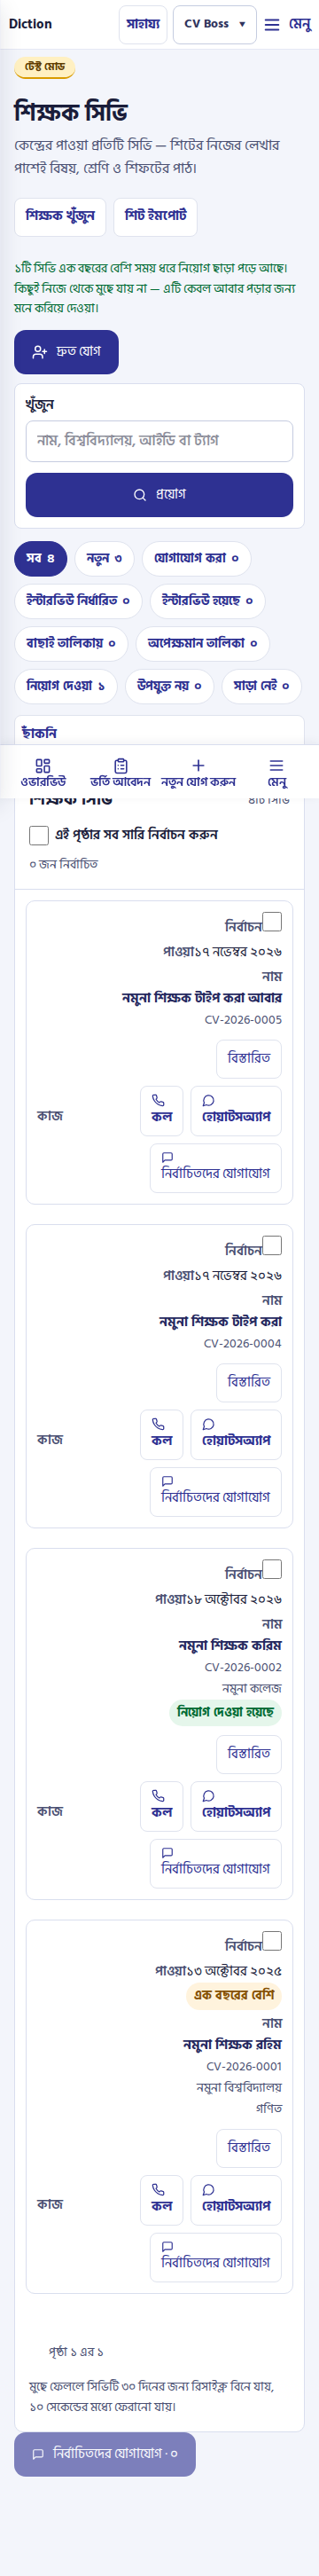 Diction
সাহায্য
CV Boss
মেনু
টেস্ট মোড
শিক্ষক সিভি
কেন্দ্রের পাওয়া প্রতিটি সিভি — শিটের নিজের লেখার
পাশেই বিষয়, শ্রেণি ও শিফটের পাঠ।
শিক্ষক খুঁজুন
শিট ইমপোর্ট
১টি সিভি এক বছরের বেশি সময় ধরে নিয়োগ ছাড়া পড়ে আছে।
কিছুই নিজে থেকে মুছে যায় না — এটি কেবল আবার পড়ার জন্য
মনে করিয়ে দেওয়া।
দ্রুত যোগ
খুঁজুন
নাম, বিশ্ববিদ্যালয়, আইডি বা ট্যাগ
প্রয়োগ
সব ৪
নতুন ৩
যোগাযোগ করা ০
ইন্টারভিউ নির্ধারিত ০
ইন্টারভিউ হয়েছে ০
বাছাই তালিকায় ০
অপেক্ষমান তালিকা ০
নিয়োগ দেওয়া ১
উপযুক্ত নয় ০
সাড়া নেই ০
ছাঁকনি
ওভারভিউ
ভর্তি আবেদন
নতুন যোগ করুন
মেনু
শিক্ষক সিভি
৪টি সিভি
এই পৃষ্ঠার সব সারি নির্বাচন করুন
০ জন নির্বাচিত
নির্বাচন
পাওয়া১৭ নভেম্বর ২০২৬
নাম
নমুনা শিক্ষক টাইপ করা আবার
CV-2026-0005
বিস্তারিত
কাজ
কল
হোয়াটসঅ্যাপ
নির্বাচিতদের যোগাযোগ
নির্বাচন
পাওয়া১৭ নভেম্বর ২০২৬
নাম
নমুনা শিক্ষক টাইপ করা
CV-2026-0004
বিস্তারিত
কাজ
কল
হোয়াটসঅ্যাপ
নির্বাচিতদের যোগাযোগ
নির্বাচন
পাওয়া১৮ অক্টোবর ২০২৬
নাম
নমুনা শিক্ষক করিম
CV-2026-0002
নমুনা কলেজ
নিয়োগ দেওয়া হয়েছে
বিস্তারিত
কাজ
কল
হোয়াটসঅ্যাপ
নির্বাচিতদের যোগাযোগ
নির্বাচন
পাওয়া১৩ অক্টোবর ২০২৫
এক বছরের বেশি
নাম
নমুনা শিক্ষক রহিম
CV-2026-0001
নমুনা বিশ্ববিদ্যালয়
গণিত
বিস্তারিত
কাজ
কল
হোয়াটসঅ্যাপ
নির্বাচিতদের যোগাযোগ
পৃষ্ঠা ১ এর ১
মুছে ফেললে সিভিটি ৩০ দিনের জন্য রিসাইক্ল বিনে যায়,
১০ সেকেন্ডের মধ্যে ফেরানো যায়।
নির্বাচিতদের যোগাযোগ · ০